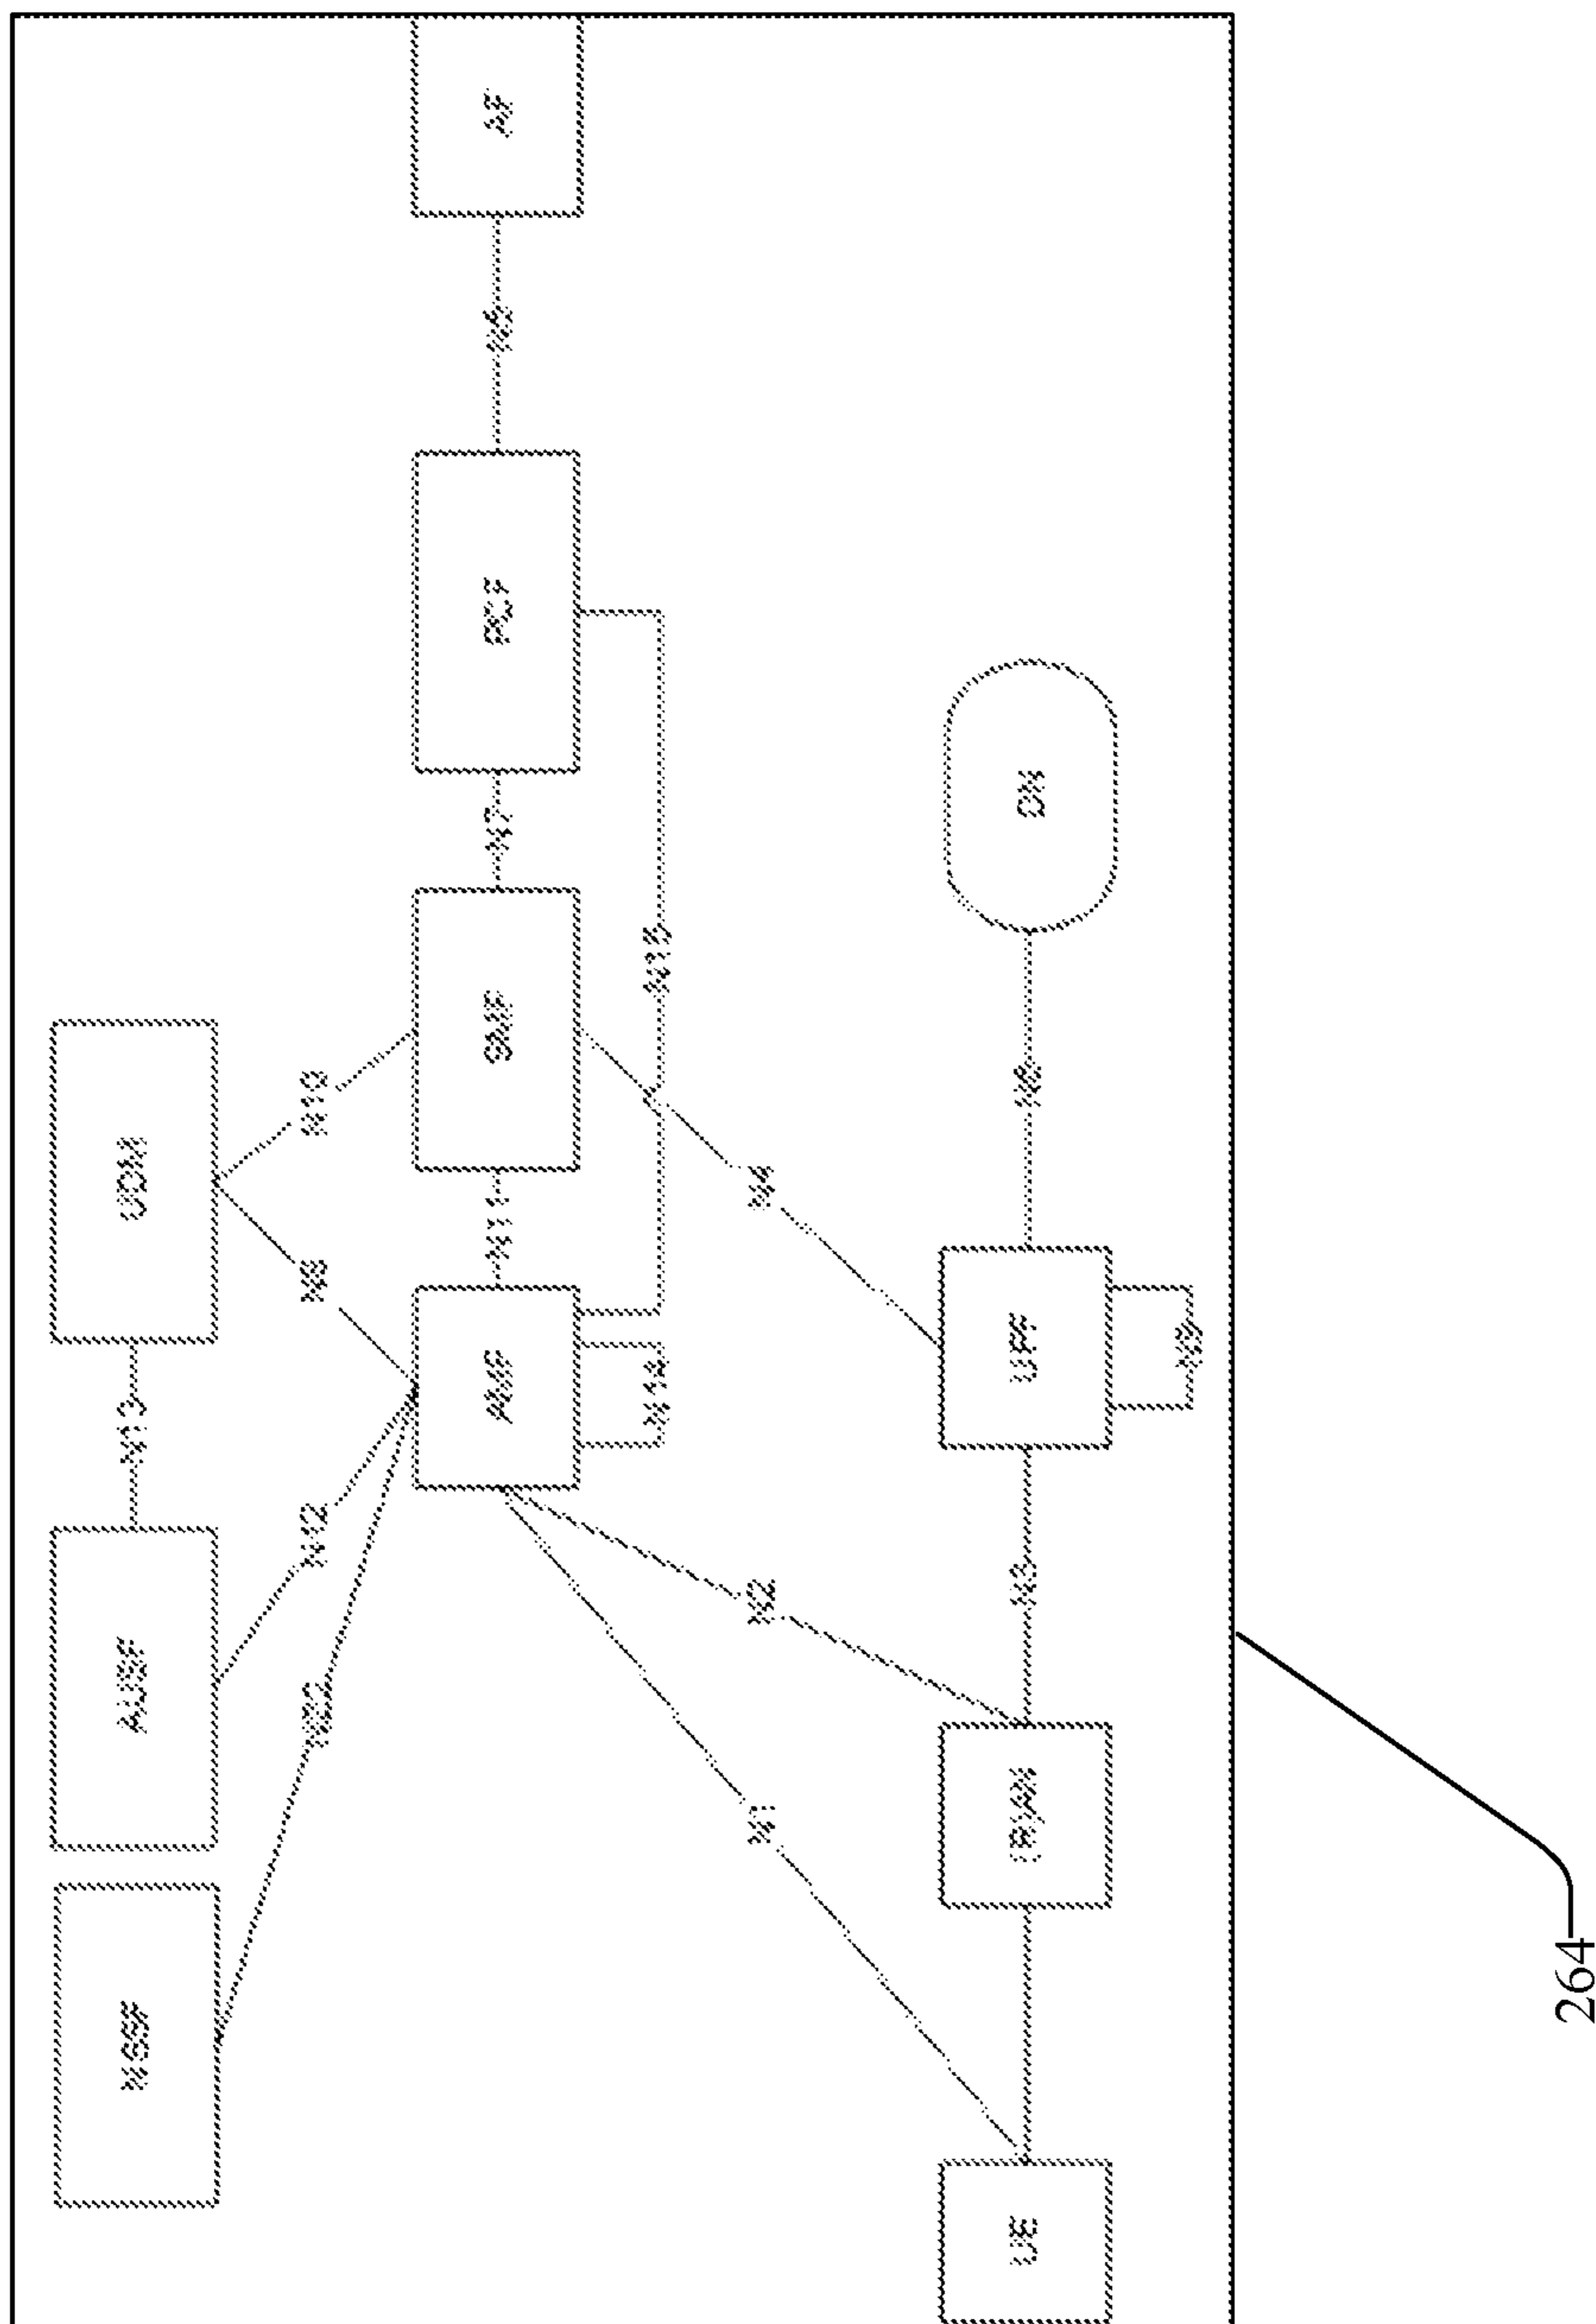 NSSF
AUSF
N13
UDM
N22
N12
N8
N10
AMF
N11
SMF
N7
PCF
N5
AF
N14
N15
N1
N2
N4
UE
(R)AN
N3
UPF
N6
DN
N9
264